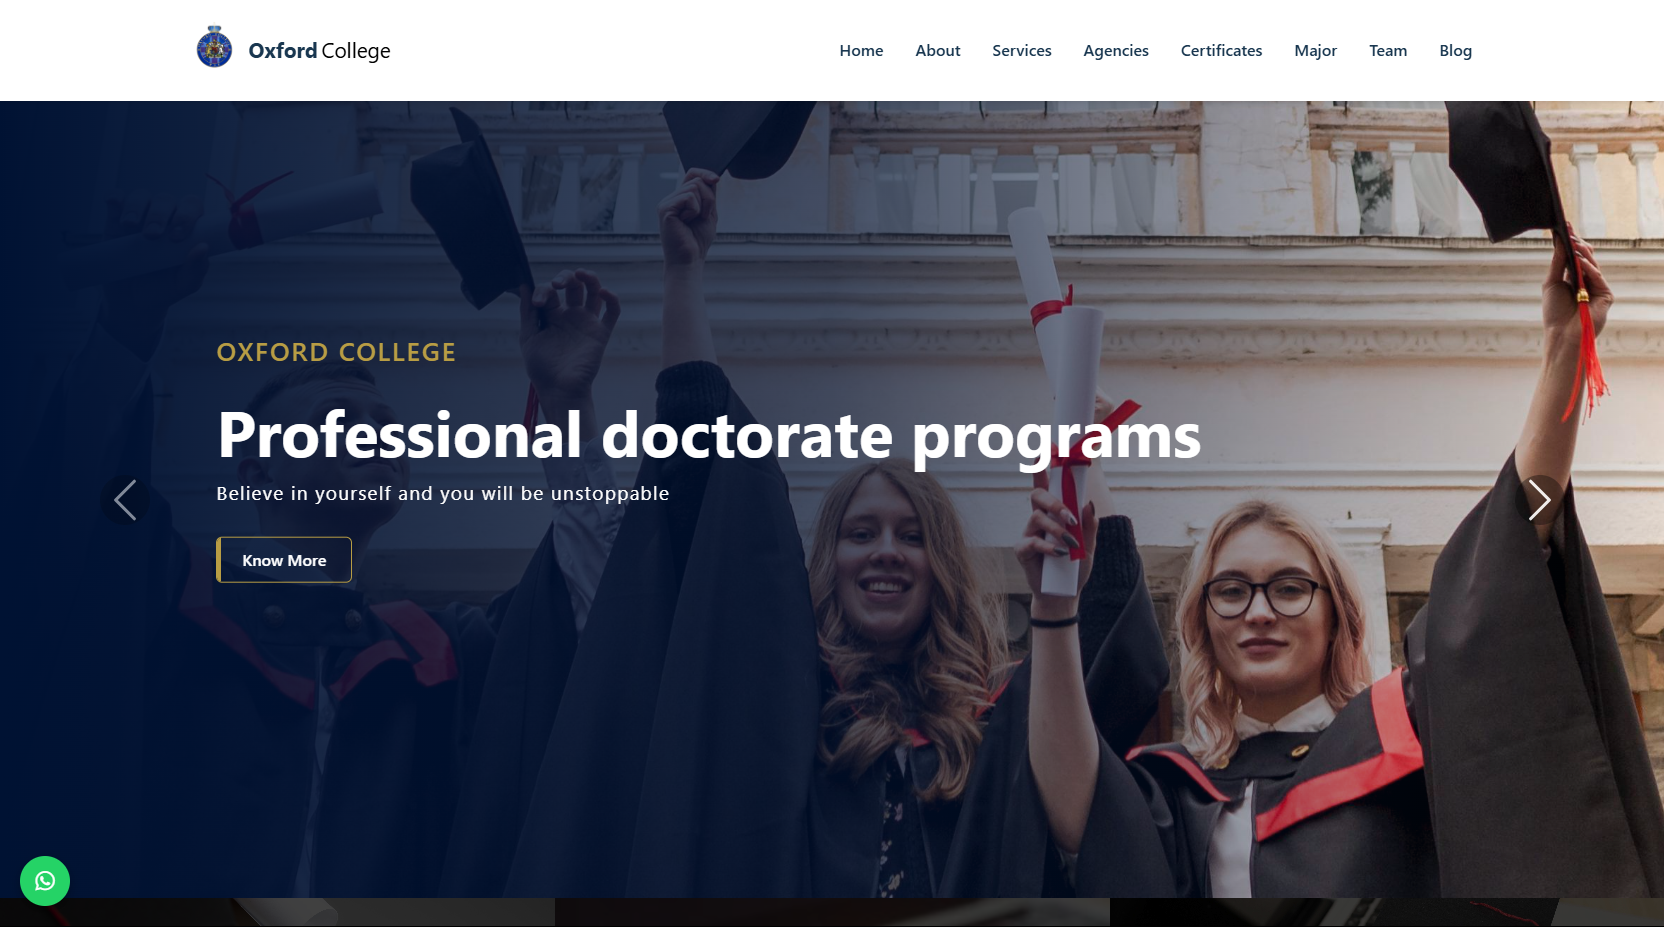 Oxford College
Home About Services Agencies Certificates Major Team Blog
OXFORD COLLEGE
Professional doctorate programs
Believe in yourself and you will be unstoppable
Know More